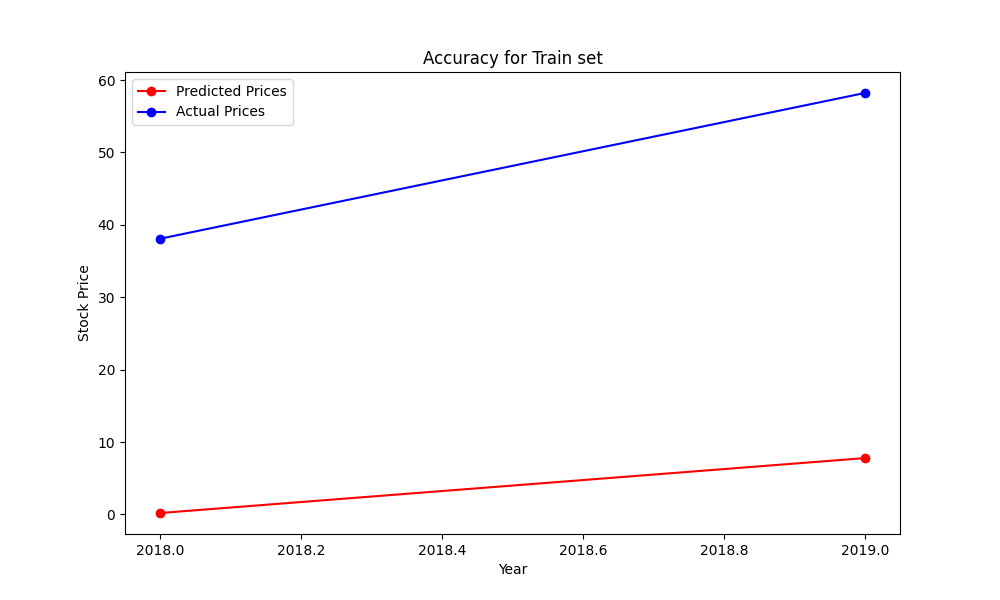 Accuracy for Train set
Predicted Prices
Actual Prices
60
50
40
30
20
10
0
Stock Price
2018.0 2018.2 2018.4 2018.6 2018.8 2019.0
Year